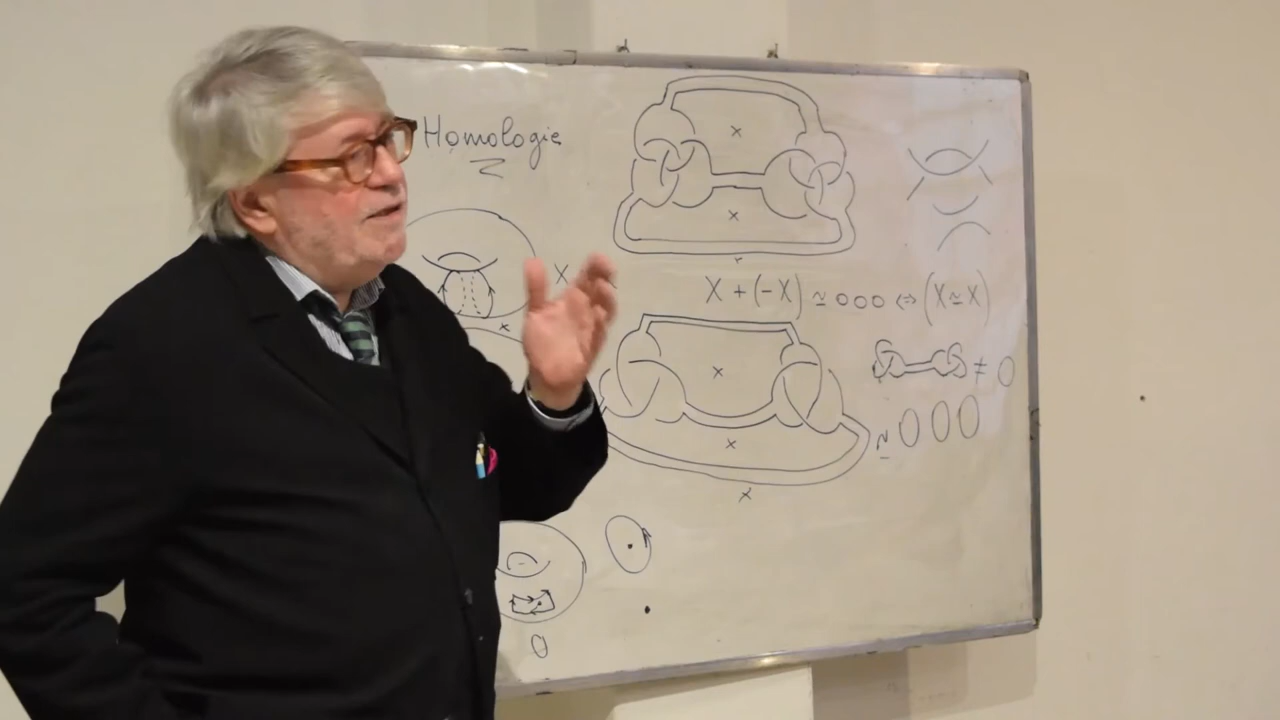 Homologie
X + (-X) ≃ 000 ⇔ (X ≃ X)
≠ 0
≃ 000
0